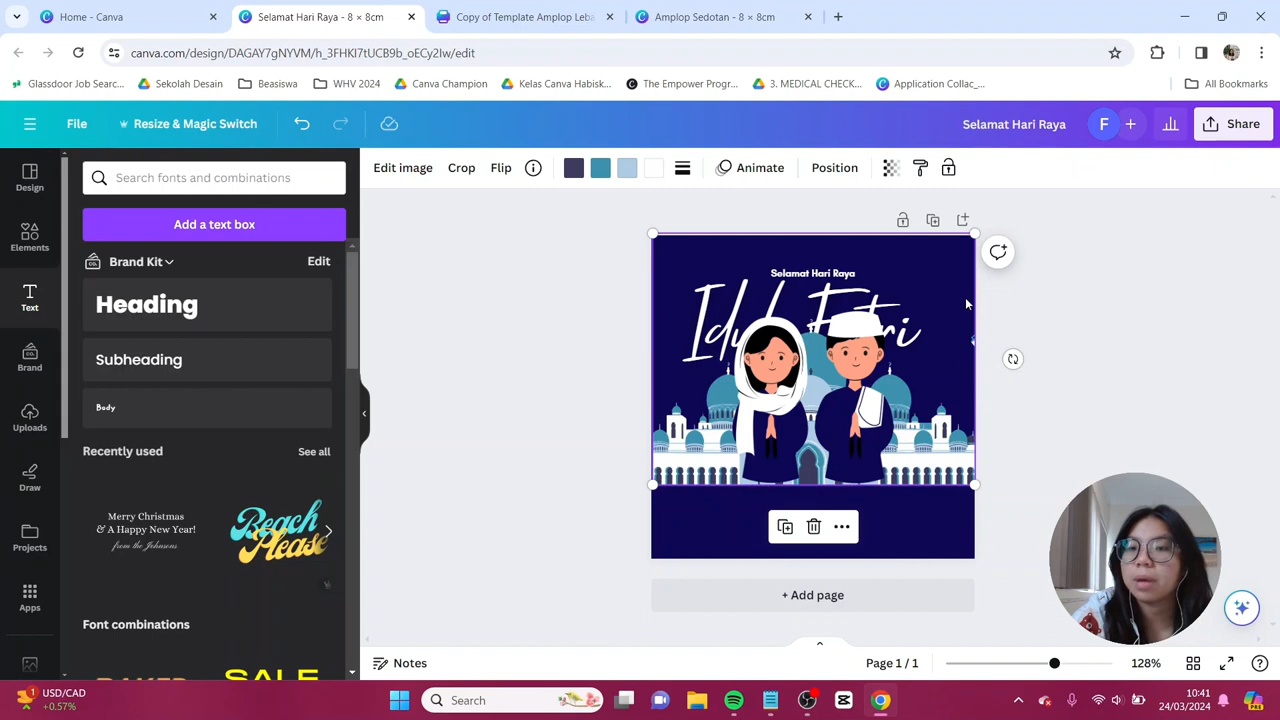 Home - Canva
Selamat Hari Raya - 8 × 8cm
Copy of Template Amplop Leba
Amplop Sedotan - 8 × 8cm
canva.com/design/DAGAY7gNYVM/h_3FHKI7tUCB9b_oECy2Iw/edit
Glassdoor Job Searc...
Sekolah Desain
Beasiswa
WHV 2024
Canva Champion
Kelas Canva Habisk...
The Empower Progr...
3. MEDICAL CHECK...
Application Collac_...
All Bookmarks
File
Resize & Magic Switch
Selamat Hari Raya
F
Share
Design
Elements
Text
Brand
Uploads
Draw
Projects
Apps
Search fonts and combinations
Add a text box
Brand Kit
Edit
Heading
Subheading
Body
Recently used
See all
Merry Christmas
& A Happy New Year!
from the Johnsons
Beach
Please
Font combinations
SALE
Edit image
Crop
Flip
Animate
Position
Selamat Hari Raya
+ Add page
Notes
Page 1 / 1
128%
1
USD/CAD
+0.57%
Search
10:41
24/03/2024